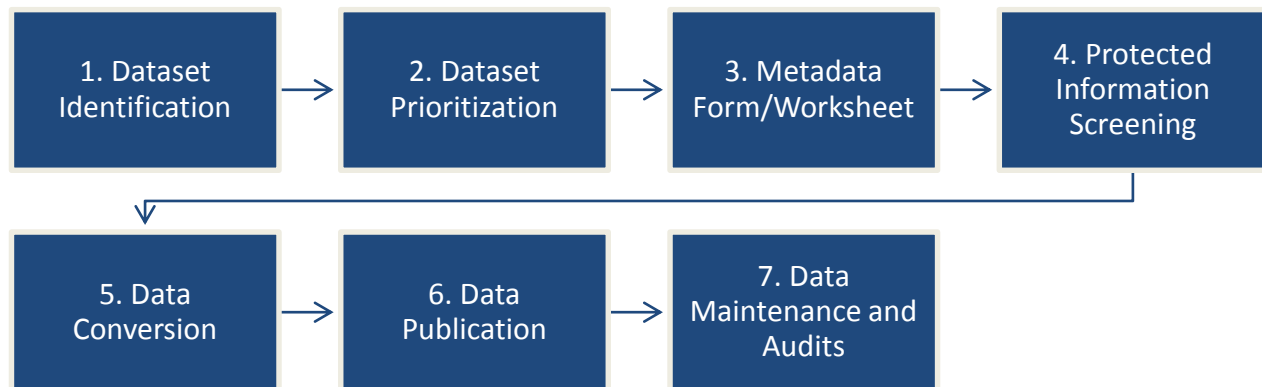 1. Dataset
Identification
2. Dataset
Prioritization
3. Metadata
Form/Worksheet
4. Protected
Information
Screening
5. Data
Conversion
6. Data
Publication
7. Data
Maintenance and
Audits